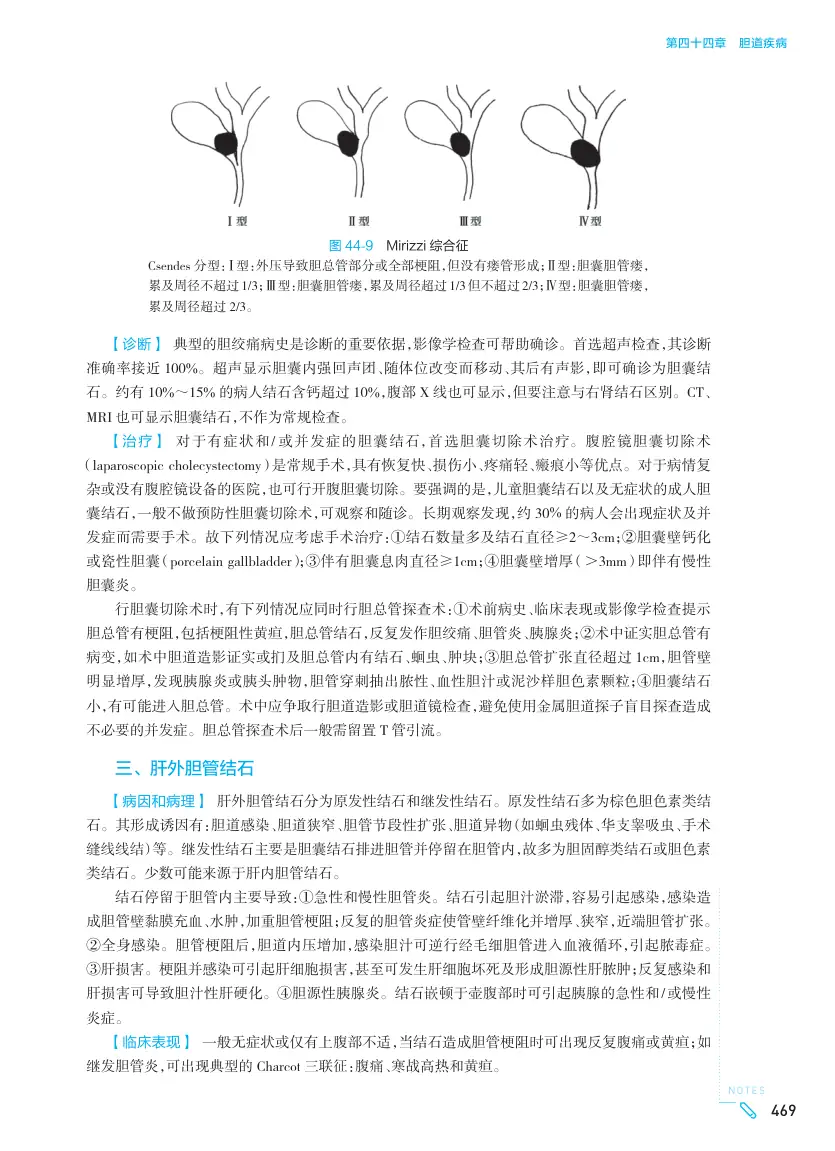 第四十四章 胆道疾病
Ⅰ型 Ⅱ型 Ⅲ型 Ⅳ型
图 44-9 Mirizzi 综合征
Csendes 分型:Ⅰ型:外压导致胆总管部分或全部梗阻,但没有瘘管形成;Ⅱ型:胆囊胆管瘘,
累及周径不超过 1/3;Ⅲ型:胆囊胆管瘘,累及周径超过 1/3 但不超过 2/3;Ⅳ型:胆囊胆管瘘,
累及周径超过 2/3。
【诊断】 典型的胆绞痛病史是诊断的重要依据,影像学检查可帮助确诊。首选超声检查,其诊断
准确率接近 100%。超声显示胆囊内强回声团、随体位改变而移动、其后有声影,即可确诊为胆囊结
石。约有 10%~15% 的病人结石含钙超过 10%,腹部 X 线也可显示,但要注意与右肾结石区别。CT、
MRI 也可显示胆囊结石,不作为常规检查。
【治疗】 对于有症状和/或并发症的胆囊结石,首选胆囊切除术治疗。腹腔镜胆囊切除术
(laparoscopic cholecystectomy)是常规手术,具有恢复快、损伤小、疼痛轻、瘢痕小等优点。对于病情复
杂或没有腹腔镜设备的医院,也可行开腹胆囊切除。要强调的是,儿童胆囊结石以及无症状的成人胆
囊结石,一般不做预防性胆囊切除术,可观察和随诊。长期观察发现,约 30% 的病人会出现症状及并
发症而需要手术。故下列情况应考虑手术治疗:①结石数量多及结石直径≥2~3cm;②胆囊壁钙化
或瓷性胆囊(porcelain gallbladder);③伴有胆囊息肉直径≥1cm;④胆囊壁增厚(>3mm)即伴有慢性
胆囊炎。
行胆囊切除术时,有下列情况应同时行胆总管探查术:①术前病史、临床表现或影像学检查提示
胆总管有梗阻,包括梗阻性黄疸,胆总管结石,反复发作胆绞痛、胆管炎、胰腺炎;②术中证实胆总管有
病变,如术中胆道造影证实或扪及胆总管内有结石、蛔虫、肿块;③胆总管扩张直径超过 1cm,胆管壁
明显增厚,发现胰腺炎或胰头肿物,胆管穿刺抽出脓性、血性胆汁或泥沙样胆色素颗粒;④胆囊结石
小,有可能进入胆总管。术中应争取行胆道造影或胆道镜检查,避免使用金属胆道探子盲目探查造成
不必要的并发症。胆总管探查术后一般需留置 T 管引流。
三、肝外胆管结石
【病因和病理】 肝外胆管结石分为原发性结石和继发性结石。原发性结石多为棕色胆色素类结
石。其形成诱因有:胆道感染、胆道狭窄、胆管节段性扩张、胆道异物(如蛔虫残体、华支睾吸虫、手术
缝线线结)等。继发性结石主要是胆囊结石排进胆管并停留在胆管内,故多为胆固醇类结石或胆色素
类结石。少数可能来源于肝内胆管结石。
结石停留于胆管内主要导致:①急性和慢性胆管炎。结石引起胆汁淤滞,容易引起感染,感染造
成胆管壁黏膜充血、水肿,加重胆管梗阻;反复的胆管炎症使管壁纤维化并增厚、狭窄,近端胆管扩张。
②全身感染。胆管梗阻后,胆道内压增加,感染胆汁可逆行经毛细胆管进入血液循环,引起脓毒症。
③肝损害。梗阻并感染可引起肝细胞损害,甚至可发生肝细胞坏死及形成胆源性肝脓肿;反复感染和
肝损害可导致胆汁性肝硬化。④胆源性胰腺炎。结石嵌顿于壶腹部时可引起胰腺的急性和/或慢性
炎症。
【临床表现】 一般无症状或仅有上腹部不适,当结石造成胆管梗阻时可出现反复腹痛或黄疸;如
继发胆管炎,可出现典型的 Charcot 三联征:腹痛、寒战高热和黄疸。
NOTES
469